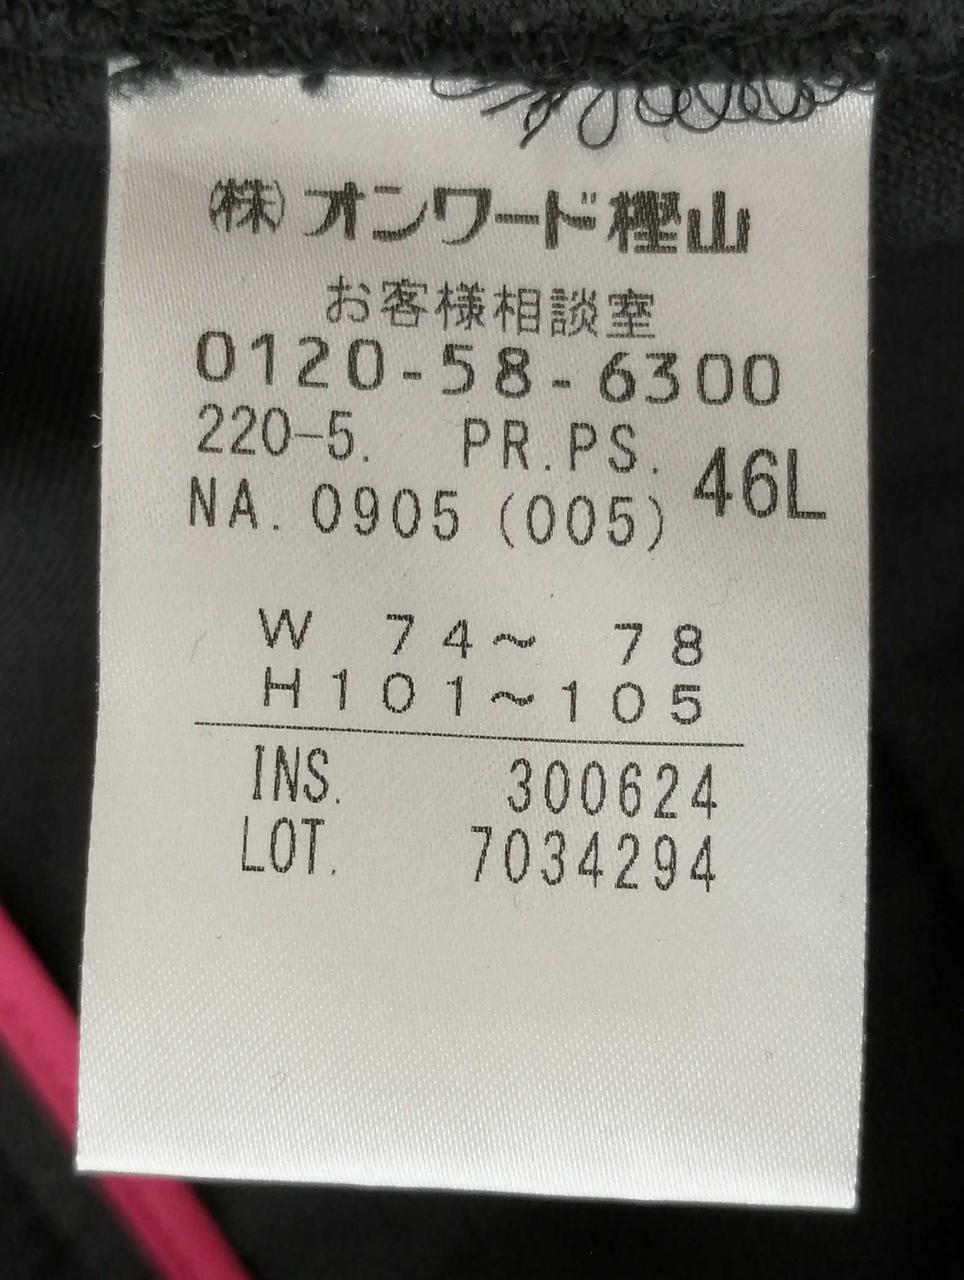 ㈱オンワード樫山
お客様相談室
0120-58-6300
220-5. PR.PS. 46L
NA. 0905 (005)
W 74~ 78
H101~105
INS. 300624
LOT. 7034294